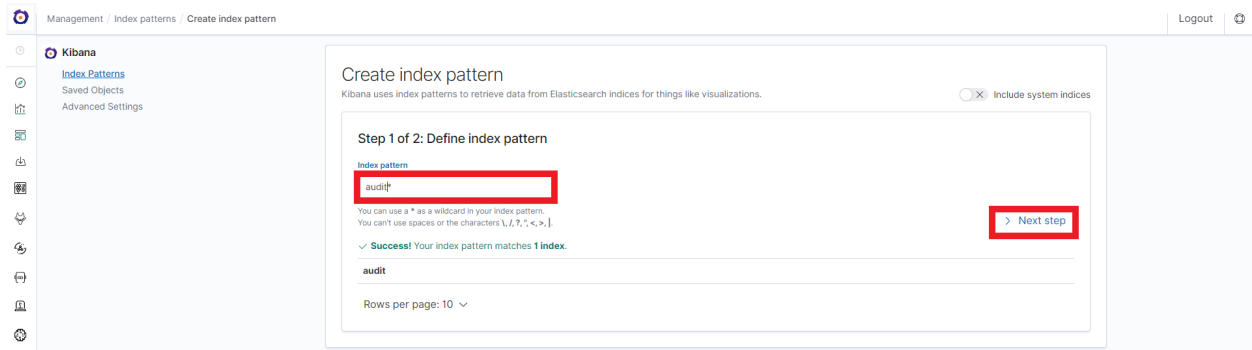 Management / Index patterns / Create index pattern
Logout
Kibana
Index Patterns
Saved Objects
Advanced Settings
Create index pattern
Kibana uses index patterns to retrieve data from Elasticsearch indices for things like visualizations.
Include system indices
Step 1 of 2: Define index pattern
Index pattern
audit*
You can use a * as a wildcard in your index pattern.
You can't use spaces or the characters \, /, ?, ", <, >, |.
Next step
Success! Your index pattern matches 1 index.
audit
Rows per page: 10